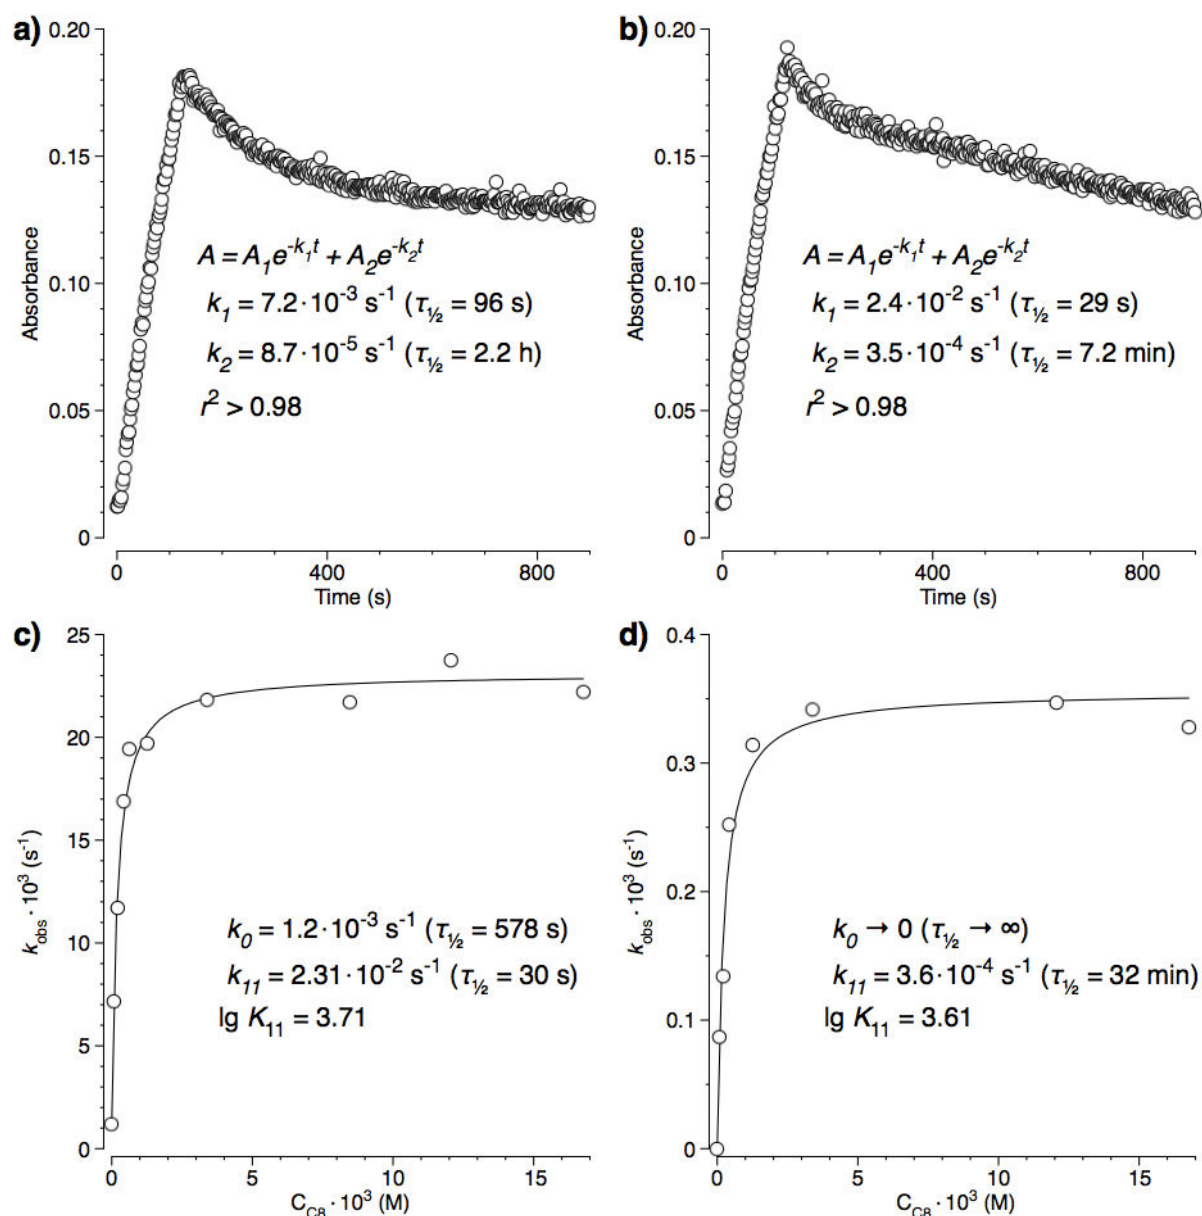 a)
0.20
0.15
0.10
0.05
0
Absorbance
A = A₁e^-k₁t + A₂e^-k₂t
k₁ = 7.2·10⁻³ s⁻¹ (τ½ = 96 s)
k₂ = 8.7·10⁻⁵ s⁻¹ (τ½ = 2.2 h)
r² > 0.98
0 400 800
Time (s)
b)
0.20
0.15
0.10
0.05
0
Absorbance
A = A₁e^-k₁t + A₂e^-k₂t
k₁ = 2.4·10⁻² s⁻¹ (τ½ = 29 s)
k₂ = 3.5·10⁻⁴ s⁻¹ (τ½ = 7.2 min)
r² > 0.98
0 400 800
Time (s)
c)
25
20
15
10
5
0
k_obs · 10³ (s⁻¹)
k₀ = 1.2·10⁻³ s⁻¹ (τ½ = 578 s)
k₁₁ = 2.31·10⁻² s⁻¹ (τ½ = 30 s)
lg K₁₁ = 3.71
0 5 10 15
C_C8 · 10³ (M)
d)
0.4
0.3
0.2
0.1
0
k_obs · 10³ (s⁻¹)
k₀ → 0 (τ½ → ∞)
k₁₁ = 3.6·10⁻⁴ s⁻¹ (τ½ = 32 min)
lg K₁₁ = 3.61
0 5 10 15
C_C8 · 10³ (M)